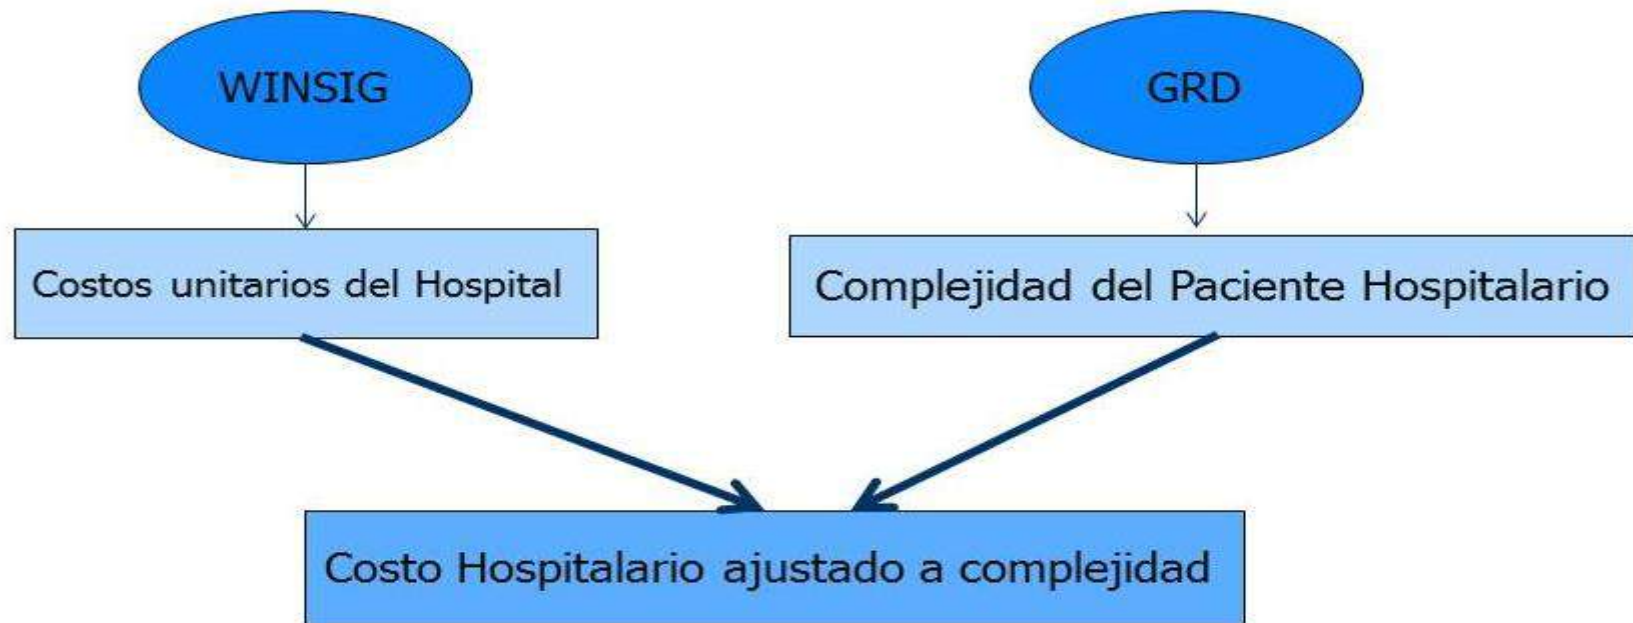 WINSIG
GRD
Costos unitarios del Hospital
Complejidad del Paciente Hospitalario
Costo Hospitalario ajustado a complejidad